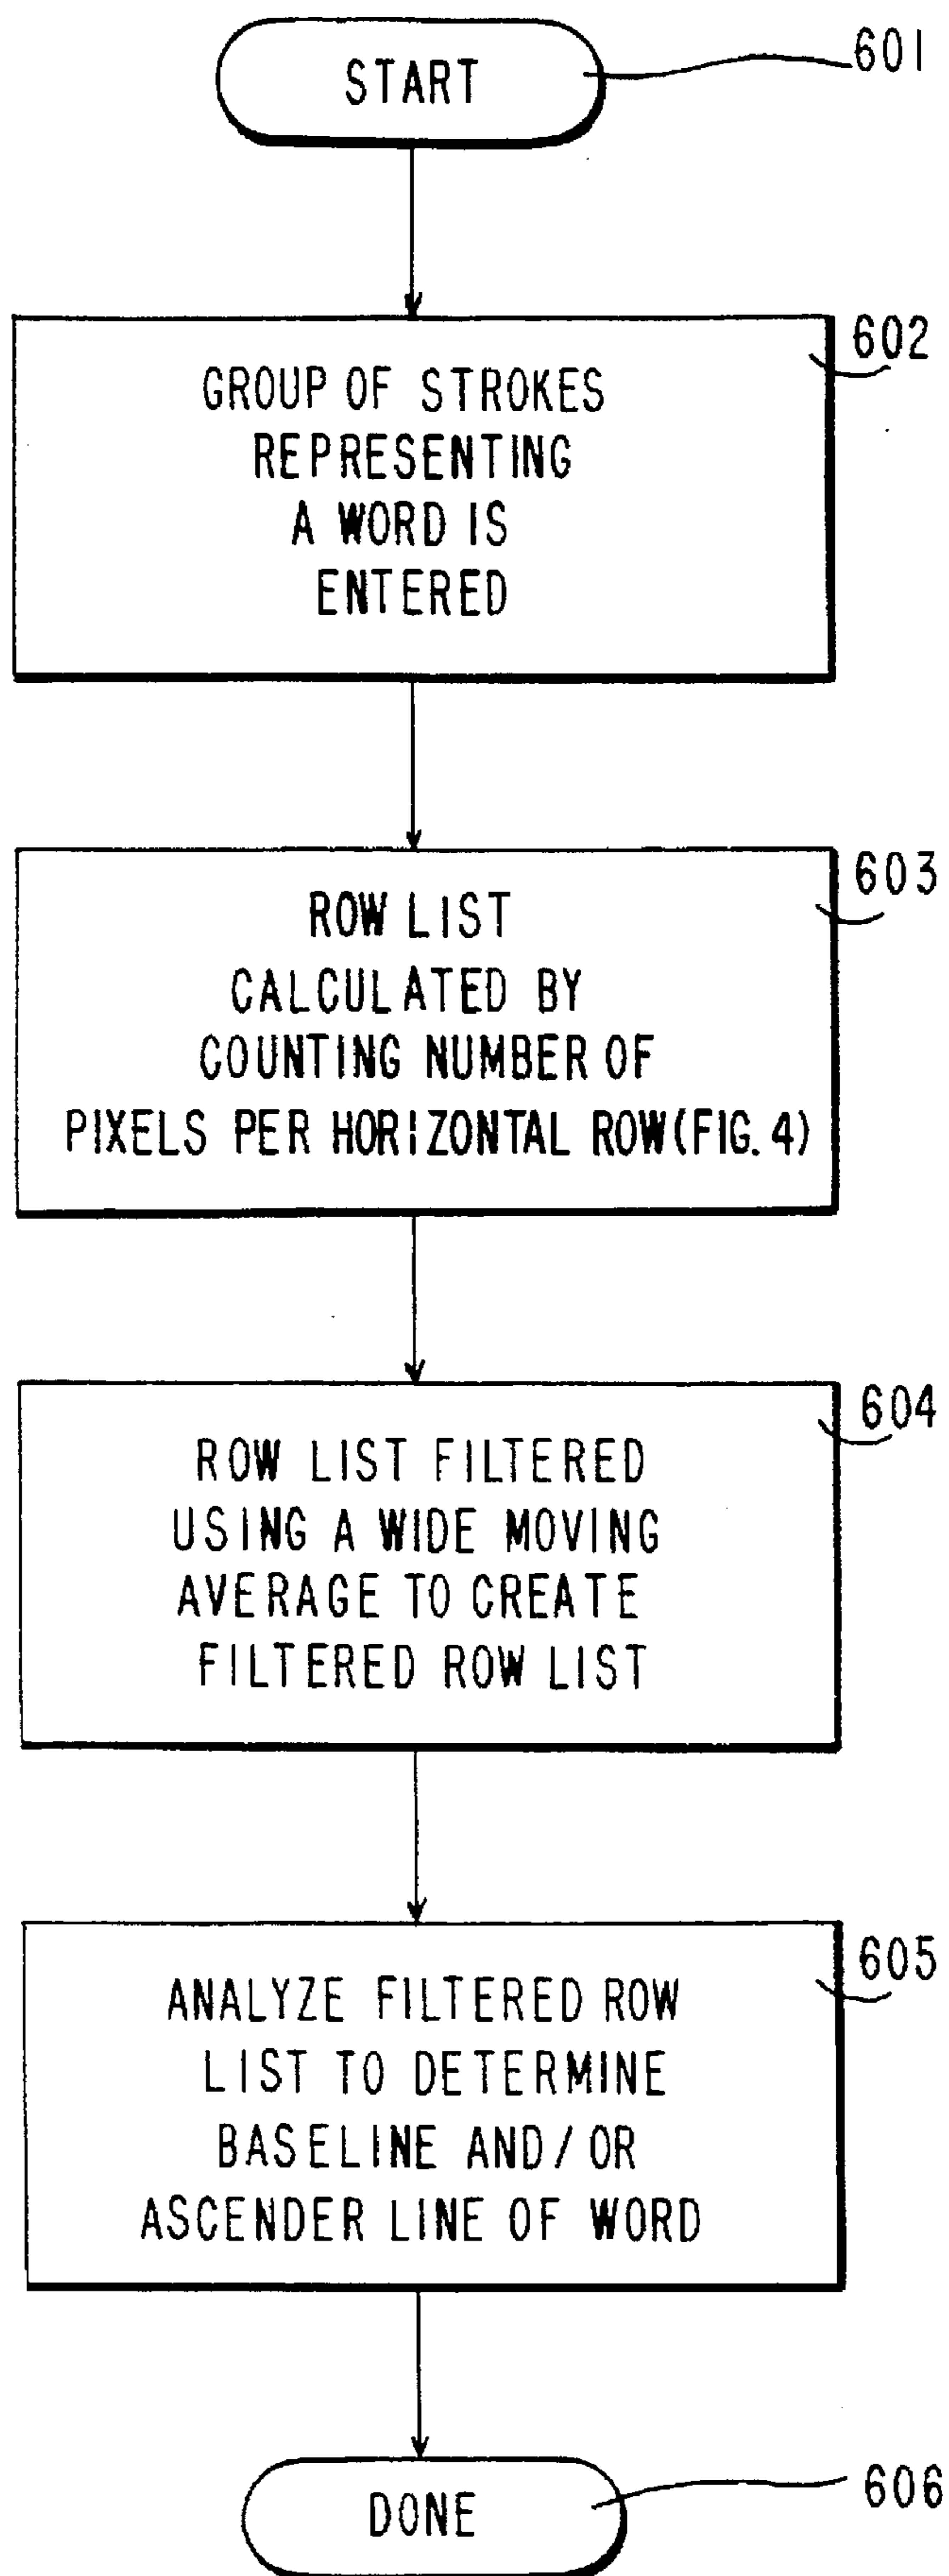 START
601
602
GROUP OF STROKES
REPRESENTING
A WORD IS
ENTERED
603
ROW LIST
CALCULATED BY
COUNTING NUMBER OF
PIXELS PER HORIZONTAL ROW(FIG. 4)
604
ROW LIST FILTERED
USING A WIDE MOVING
AVERAGE TO CREATE
FILTERED ROW LIST
605
ANALYZE FILTERED ROW
LIST TO DETERMINE
BASELINE AND/OR
ASCENDER LINE OF WORD
DONE
606